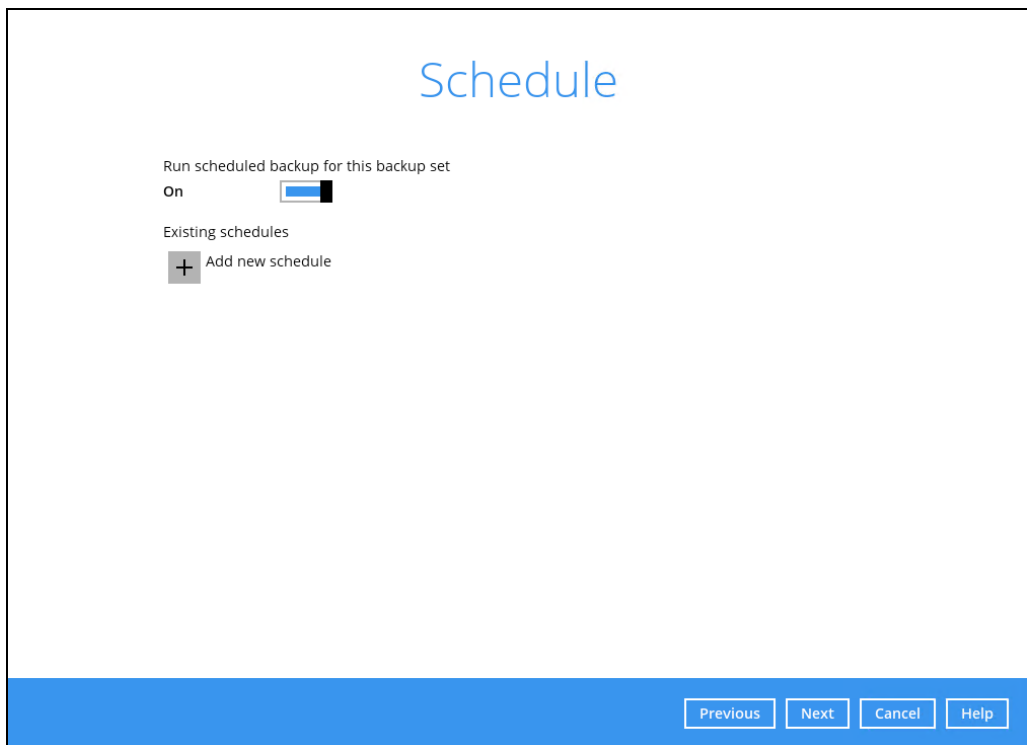 Schedule
Run scheduled backup for this backup set
On
Existing schedules
+ Add new schedule
Previous Next Cancel Help